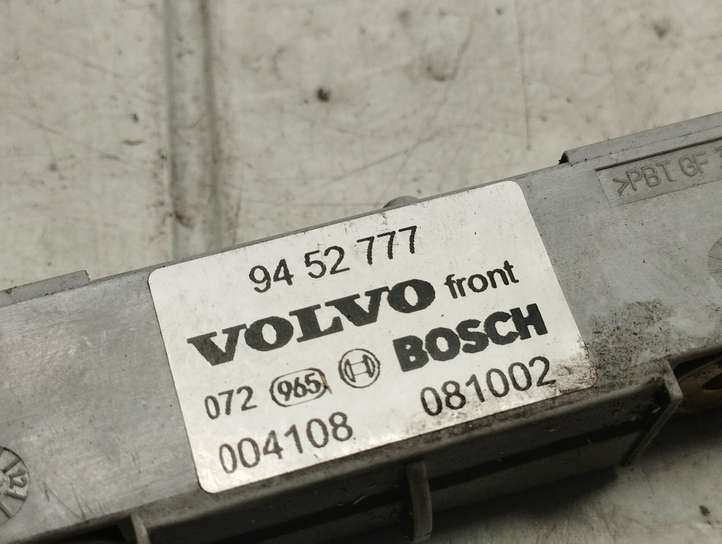 >PBT GF
94 52 777
VOLVO front
072 965 BOSCH
004108 081002